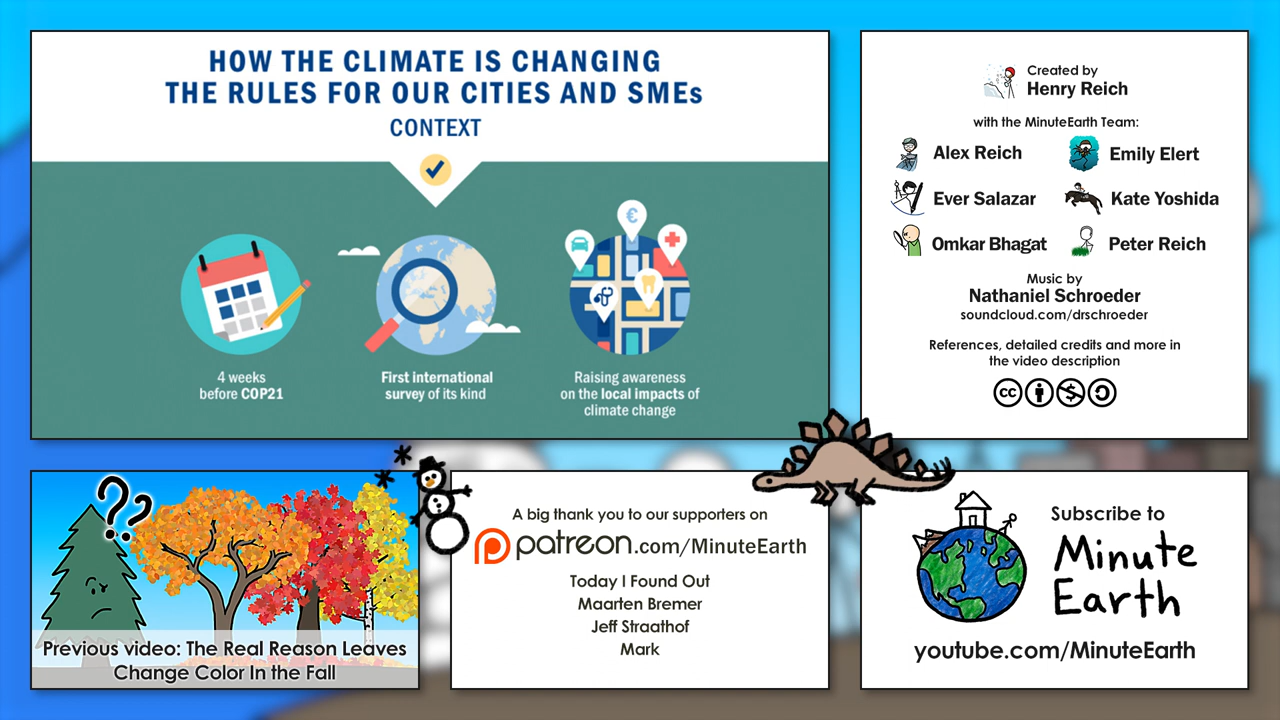 HOW THE CLIMATE IS CHANGING
THE RULES FOR OUR CITIES AND SMEs
CONTEXT
€
4 weeks
before COP21
First international
survey of its kind
Raising awareness
on the local impacts of
climate change
Created by
Henry Reich
with the MinuteEarth Team:
Alex Reich
Emily Elert
Ever Salazar
Kate Yoshida
Omkar Bhagat
Peter Reich
Music by
Nathaniel Schroeder
soundcloud.com/drschroeder
References, detailed credits and more in
the video description
cc
??
Previous video: The Real Reason Leaves
Change Color In the Fall
A big thank you to our supporters on
patreon.com/MinuteEarth
Today I Found Out
Maarten Bremer
Jeff Straathof
Mark
Subscribe to
Minute
Earth
youtube.com/MinuteEarth